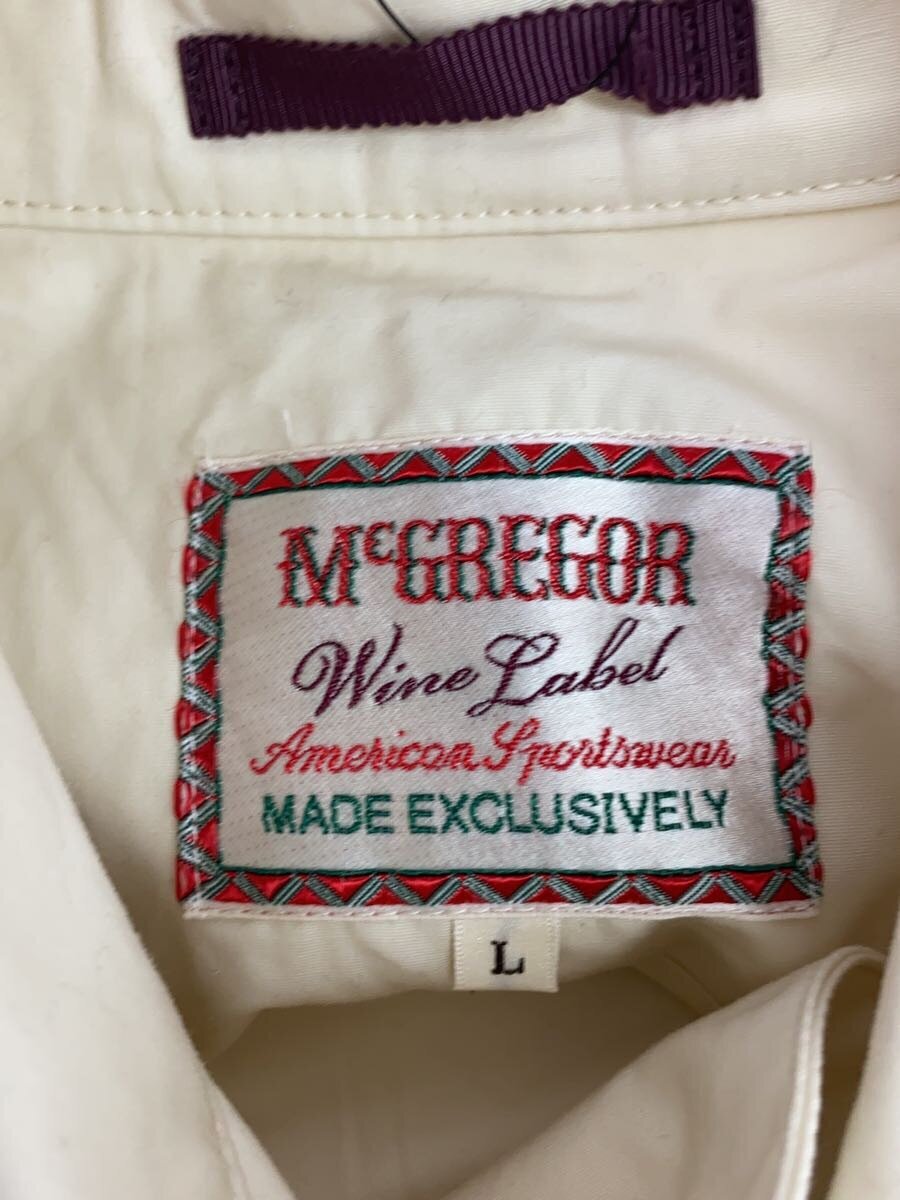 McGREGOR
Wine Label
American Sportswear
MADE EXCLUSIVELY
L